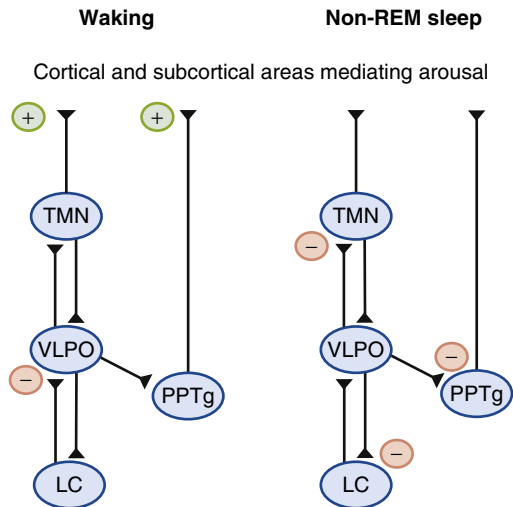 Waking Non-REM sleep
Cortical and subcortical areas mediating arousal
+ +
TMN TMN
−
VLPO VLPO
− −
PPTg PPTg
−
LC LC